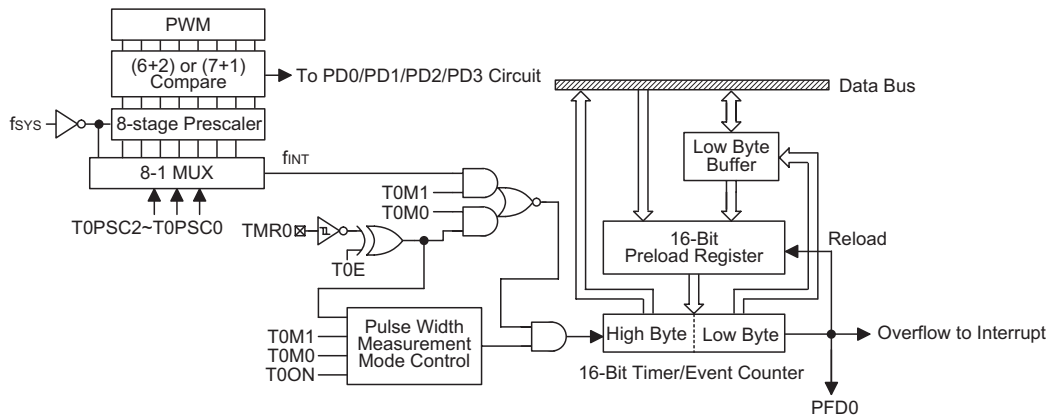 PWM
(6+2) or (7+1)
Compare
To PD0/PD1/PD2/PD3 Circuit
Data Bus
fSYS
8-stage Prescaler
Low Byte
Buffer
8-1 MUX
fINT
T0M1
T0M0
T0PSC2~T0PSC0
TMR0
T0E
16-Bit
Preload Register
Reload
Pulse Width
Measurement
Mode Control
T0M1
T0M0
T0ON
High Byte
Low Byte
Overflow to Interrupt
16-Bit Timer/Event Counter
PFD0